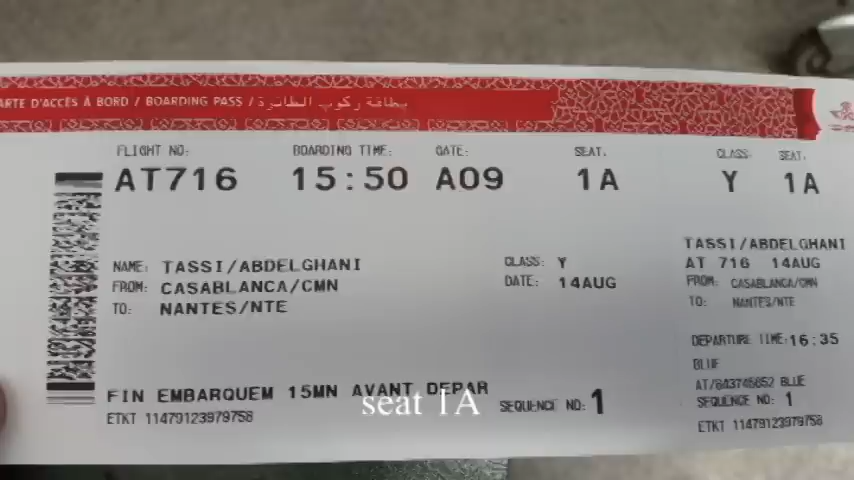 ARTE D'ACCÈS À BORD / BOARDING PASS / بطاقة ركوب الطائرة
FLIGHT NO: BOARDING TIME: GATE: SEAT. CLASS: SEAT.
AT716 15:50 A09 1A Y 1A
NAME: TASSI/ABDELGHANI CLASS: Y
FROM: CASABLANCA/CMN DATE: 14AUG
TO: NANTES/NTE
TASSI/ABDELGHANI
AT 716 14AUG
FROM: CASABLANCA/CMN
TO: NANTES/NTE
DEPARTURE TIME:16:35
BLUE
AT/643746652 BLUE
SEQUENCE NO: 1
ETKT 11479123979758
FIN EMBARQUEM 15MN AVANT DEPAR
seat 1A
SEQUENCE NO: 1
ETKT 11479123979758